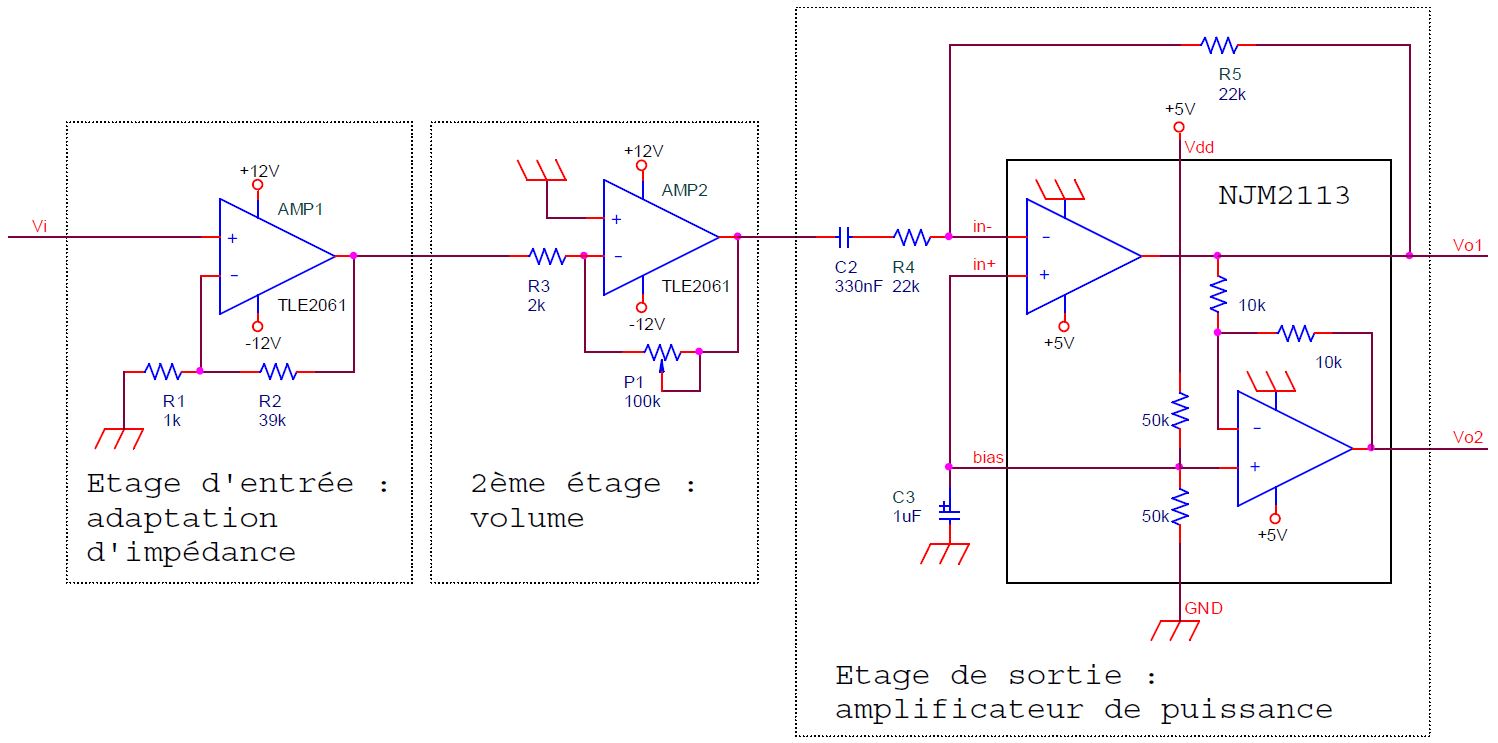 R5
22k
+5V
Vdd
NJM2113
+12V
AMP1
Vi
+
-
TLE2061
-12V
R1
1k
R2
39k
+12V
AMP2
+
-
R3
2k
TLE2061
-12V
P1
100k
C2
330nF
R4
22k
in-
in+
-
+
+5V
Vo1
10k
10k
50k
bias
-
+
Vo2
C3
1uF
+
50k
+5V
GND
Etage d'entrée :
adaptation
d'impédance
2ème étage :
volume
Etage de sortie :
amplificateur de puissance